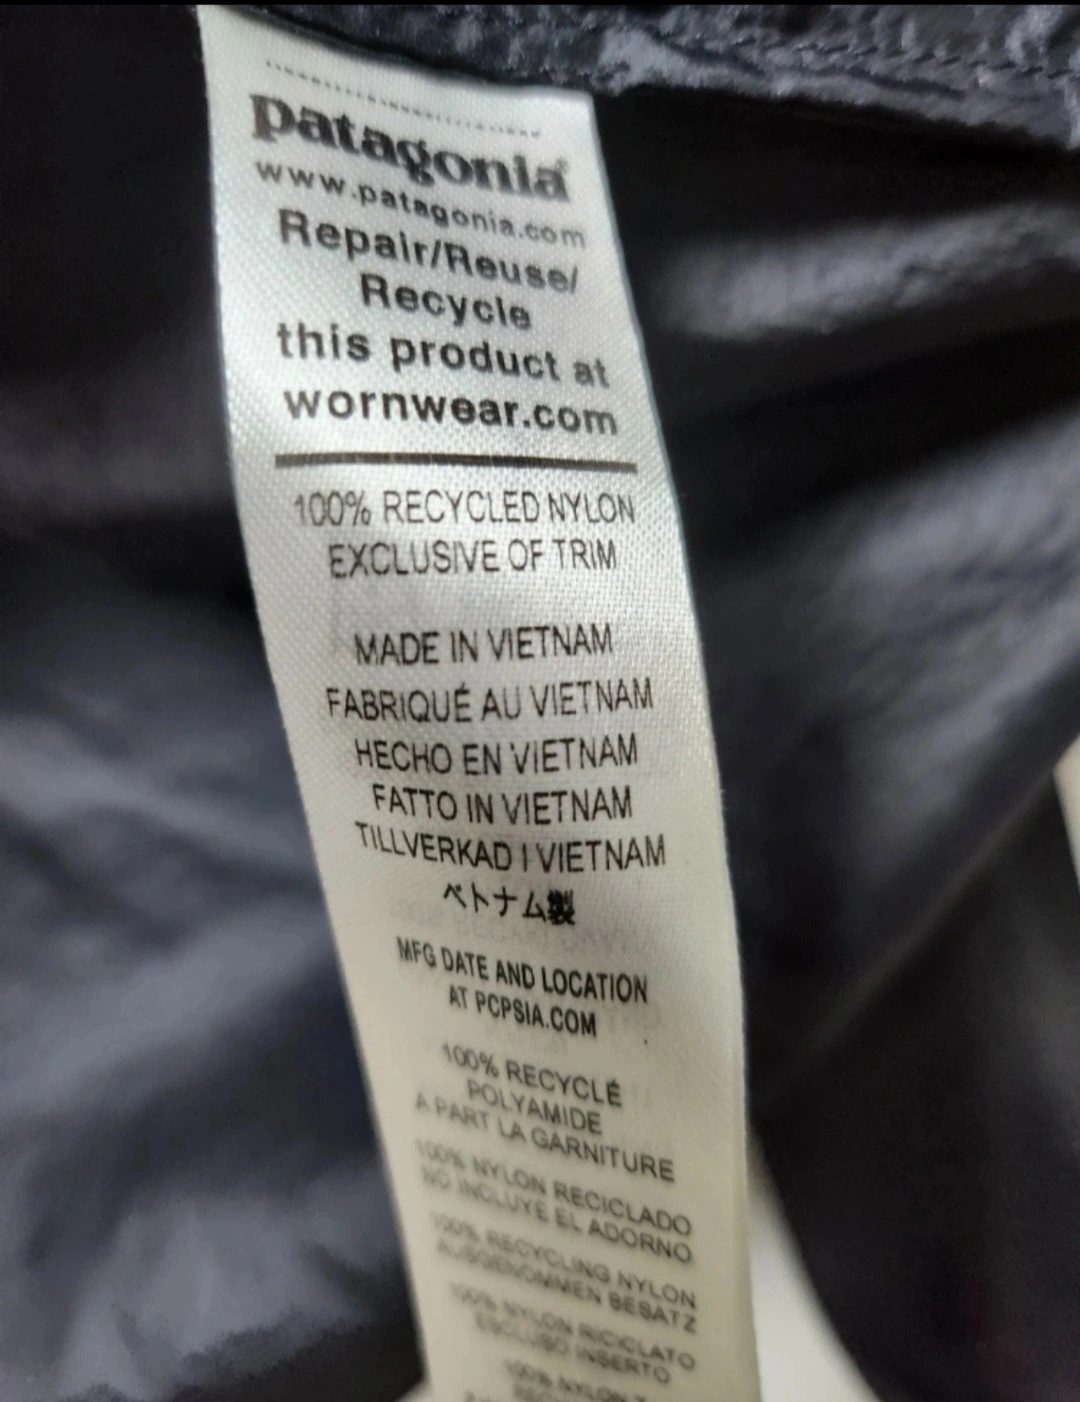 patagonia®
www.patagonia.com
Repair/Reuse/
Recycle
this product at
wornwear.com
100% RECYCLED NYLON
EXCLUSIVE OF TRIM
MADE IN VIETNAM
FABRIQUÉ AU VIETNAM
HECHO EN VIETNAM
FATTO IN VIETNAM
TILLVERKAD I VIETNAM
ベトナム製
MFG DATE AND LOCATION
AT PCPSIA.COM
100% RECYCLÉ
POLYAMIDE
A PART LA GARNITURE
100% NYLON RECICLADO
NO INCLUYE EL ADORNO
100% RECYCLING NYLON
AUSGENOMMEN BESATZ
100% NYLON RICICLATO
ESCLUSO INSERTO
100% NYLON